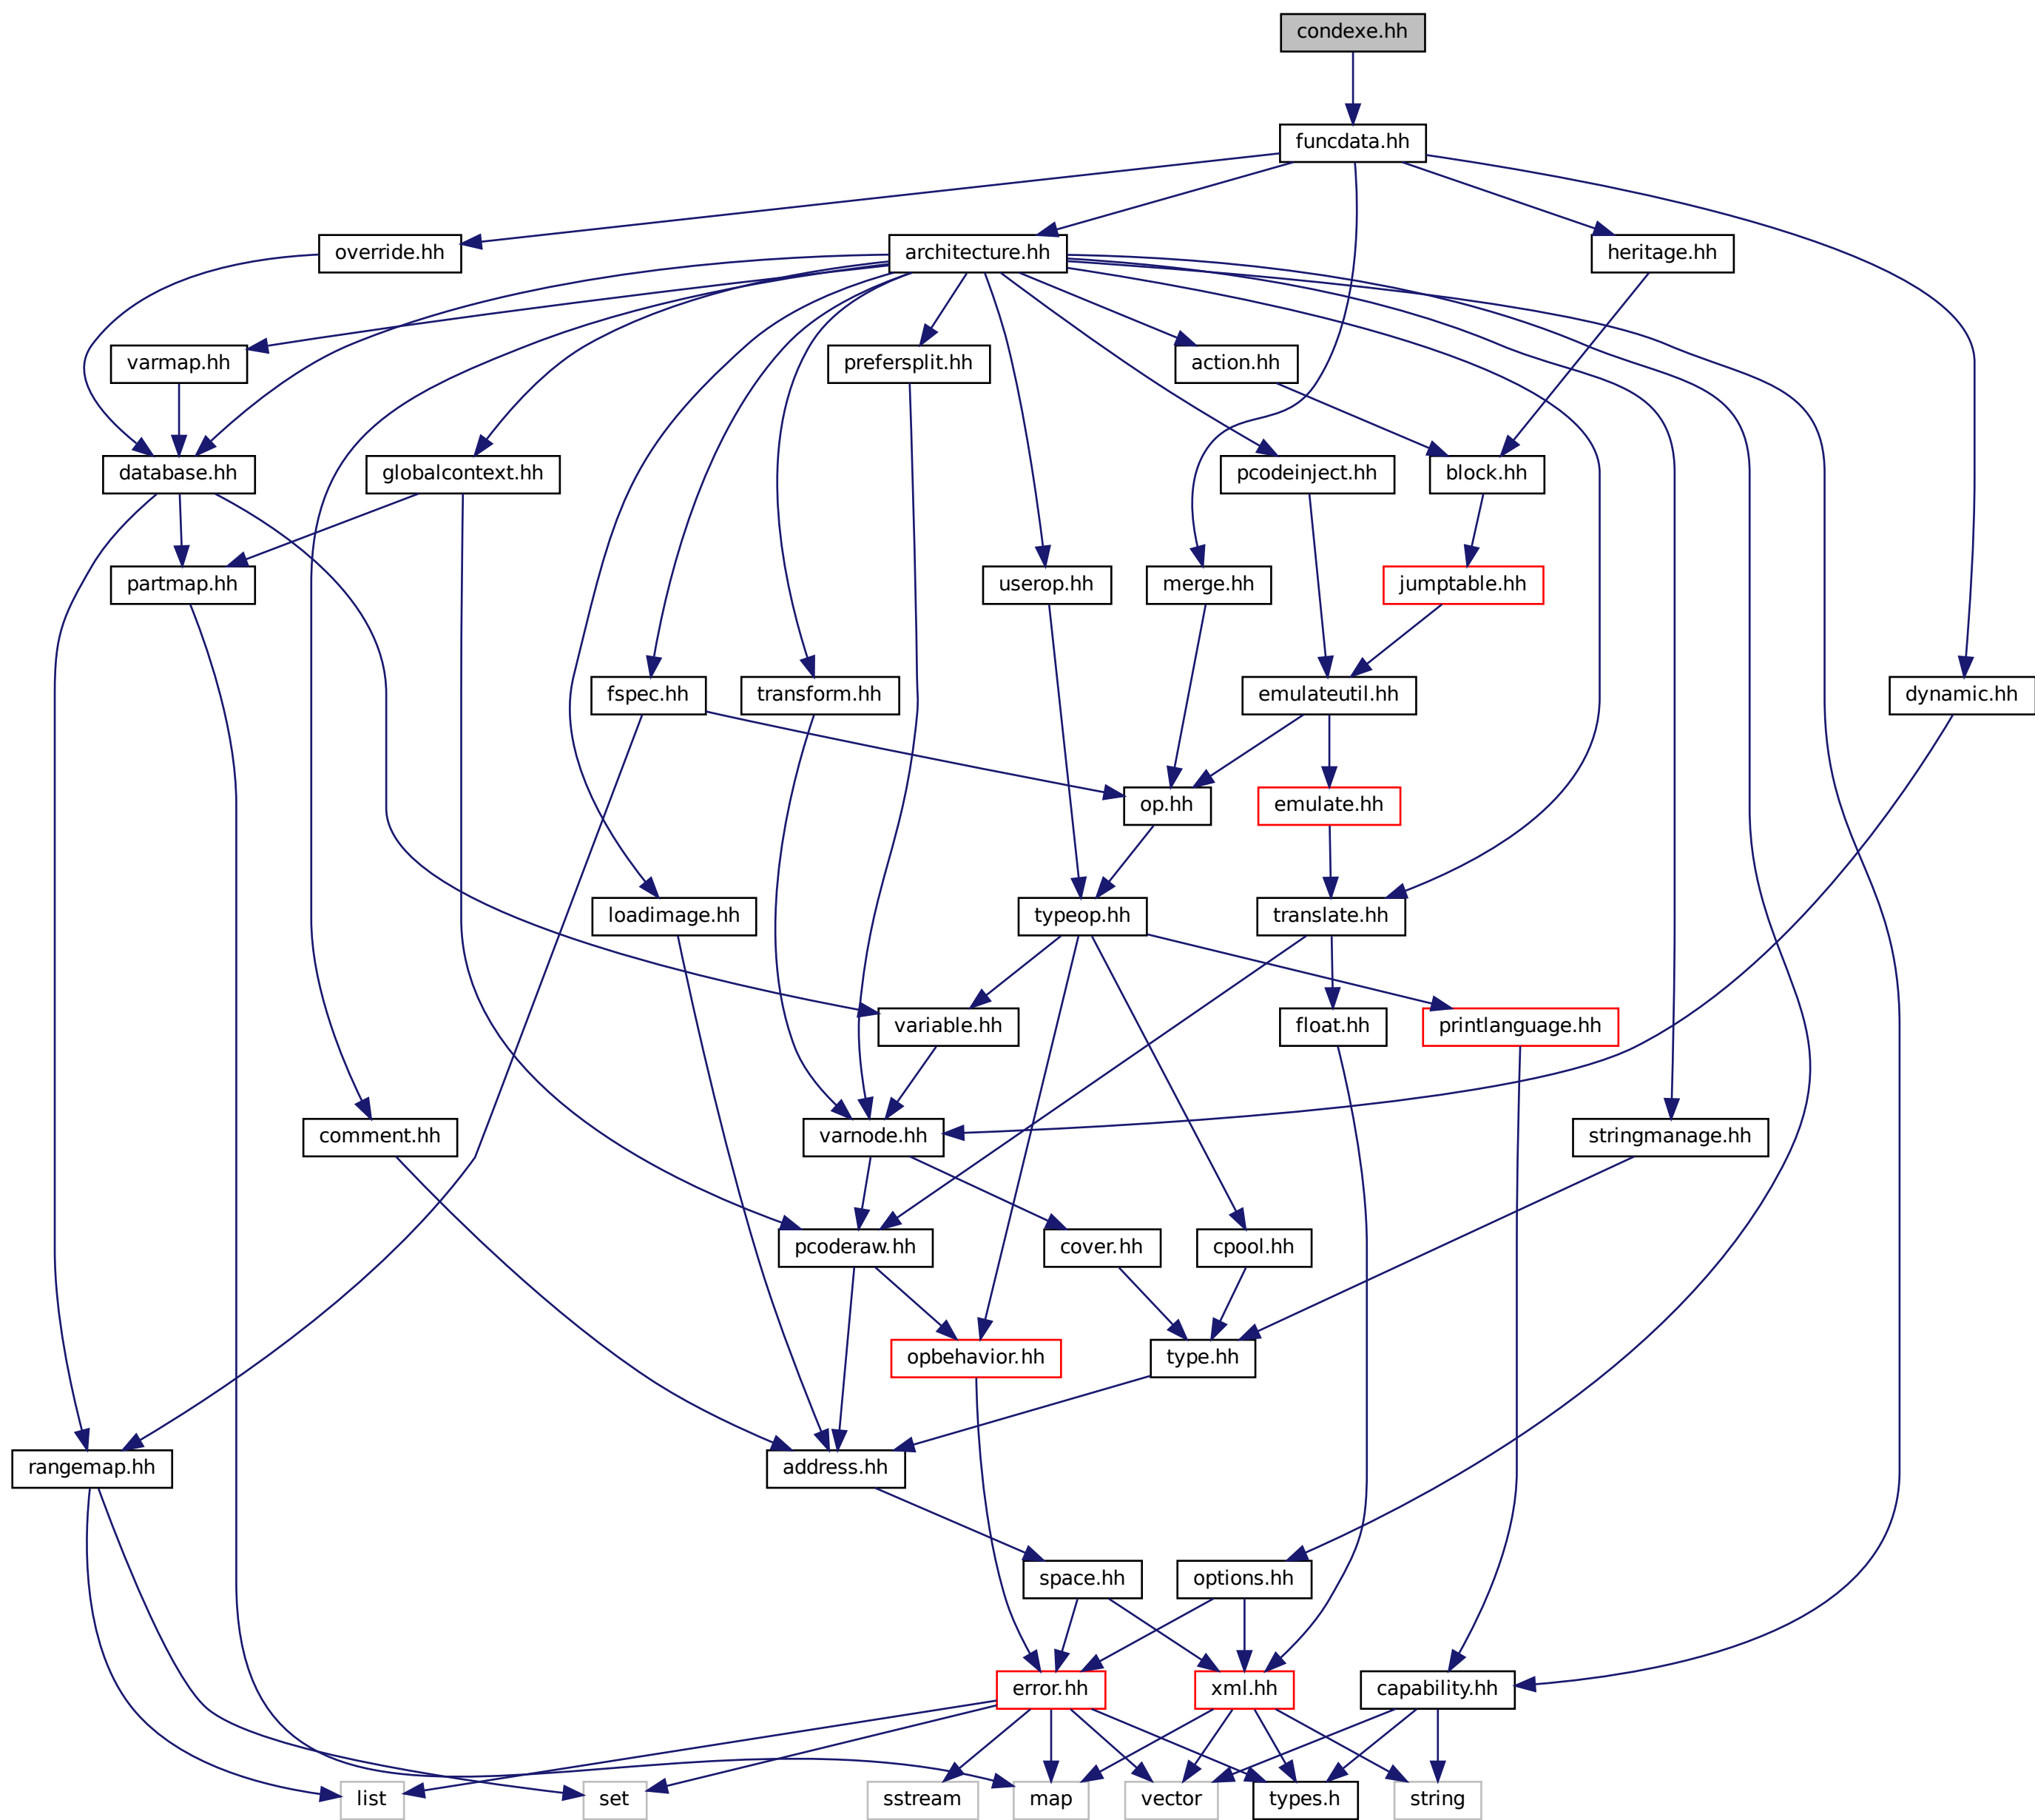 condexe.hh
funcdata.hh
override.hh
architecture.hh
heritage.hh
varmap.hh
prefersplit.hh
action.hh
database.hh
globalcontext.hh
pcodeinject.hh
block.hh
partmap.hh
userop.hh
merge.hh
jumptable.hh
fspec.hh
transform.hh
emulateutil.hh
dynamic.hh
op.hh
emulate.hh
loadimage.hh
typeop.hh
translate.hh
variable.hh
float.hh
printlanguage.hh
comment.hh
varnode.hh
stringmanage.hh
pcoderaw.hh
cover.hh
cpool.hh
opbehavior.hh
type.hh
rangemap.hh
address.hh
space.hh
options.hh
error.hh
xml.hh
capability.hh
list
set
sstream
map
vector
types.h
string